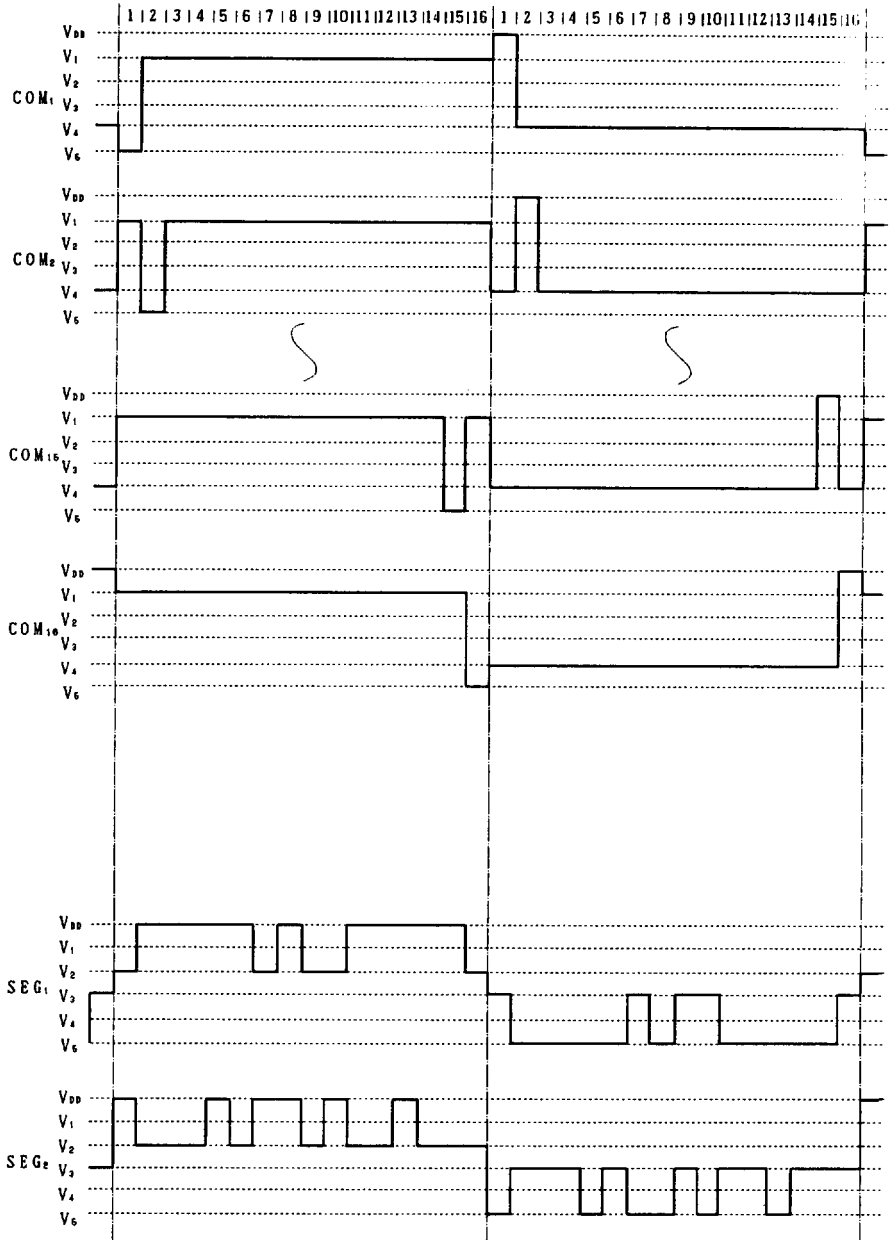 1 | 2 | 3 | 4 | 5 | 6 | 7 | 8 | 9 |10|11|12|13|14|15|16 1 | 2 | 3 | 4 | 5 | 6 | 7 | 8 | 9 |10|11|12|13|14|15|16
VDD
V1
V2
COM1 V3
V4
V5
VDD
V1
V2
COM2 V3
V4
V5
VDD
V1
V2
COM15 V3
V4
V5
VDD
V1
V2
COM16 V3
V4
V5
VDD
V1
V2
SEG1 V3
V4
V5
VDD
V1
V2
SEG2 V3
V4
V5